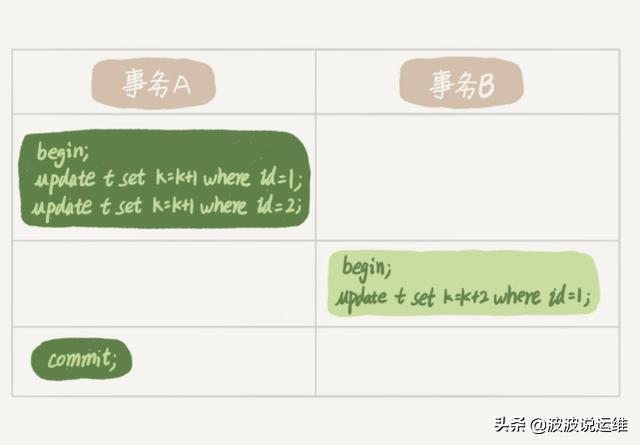 事务A
事务B
begin;
update t set k=k+1 where id=1;
update t set k=k+1 where id=2;
begin;
update t set k=k+2 where id=1;
commit;
头条 @波波说运维